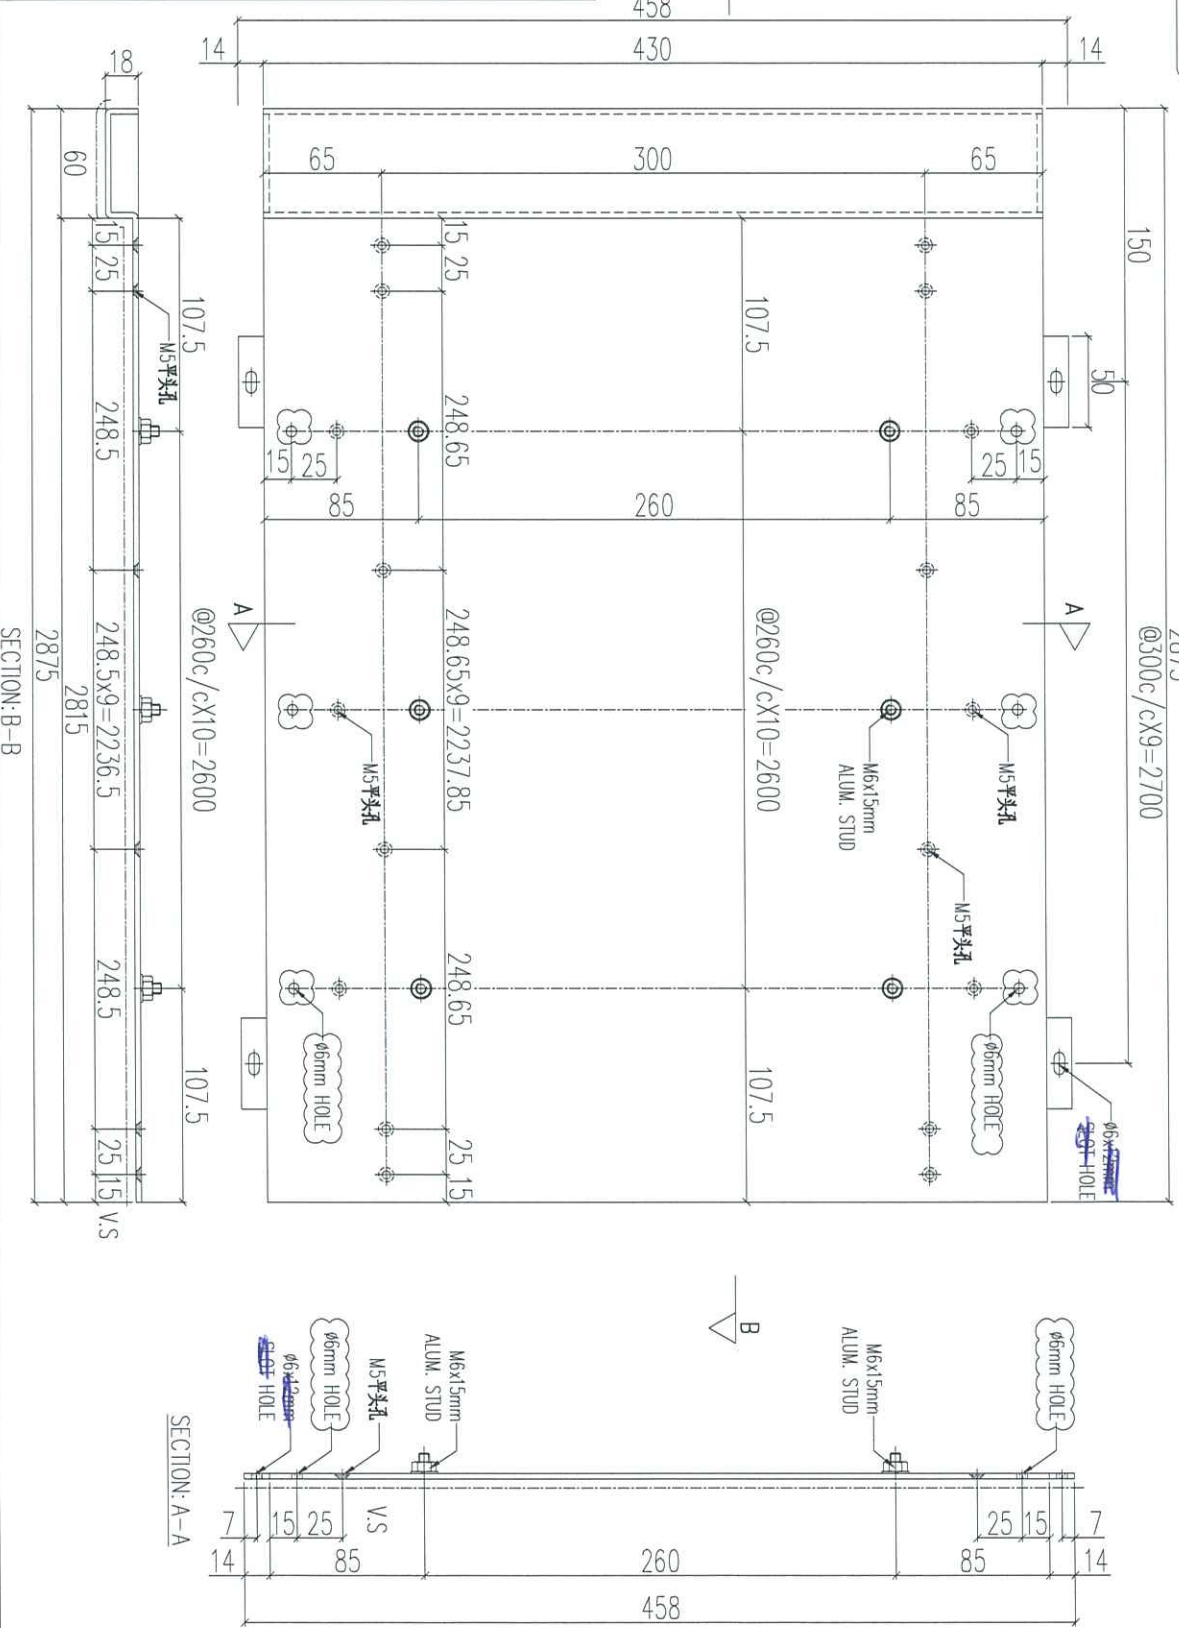 458
14
430
14
18
60
65
300
65
150
15 25
15 25
107.5
107.5
50
M5平头孔
248.5
248.65
15 25
25 15
85
260
85
A
A
@260c/cX10=2600
248.5x9=2236.5
248.65x9=2237.85
@260c/cX10=2600
@300c/cX9=2700
2875
2815
SECTION:B-B
M5平头孔
M6x15mm
ALUM. STUD
M5平头孔
M5平头孔
248.5
248.65
107.5
107.5
ø6mm HOLE
ø6mm HOLE
ø6x12mm
SLOT HOLE
25 15
25 15
V.S
B
ø6x12mm
SLOT HOLE
ø6mm HOLE
M5平头孔
M6x15mm
ALUM. STUD
M6x15mm
ALUM. STUD
ø6mm HOLE
SECTION: A-A
V.S
7
15
25
25
15
7
14
85
260
85
14
458